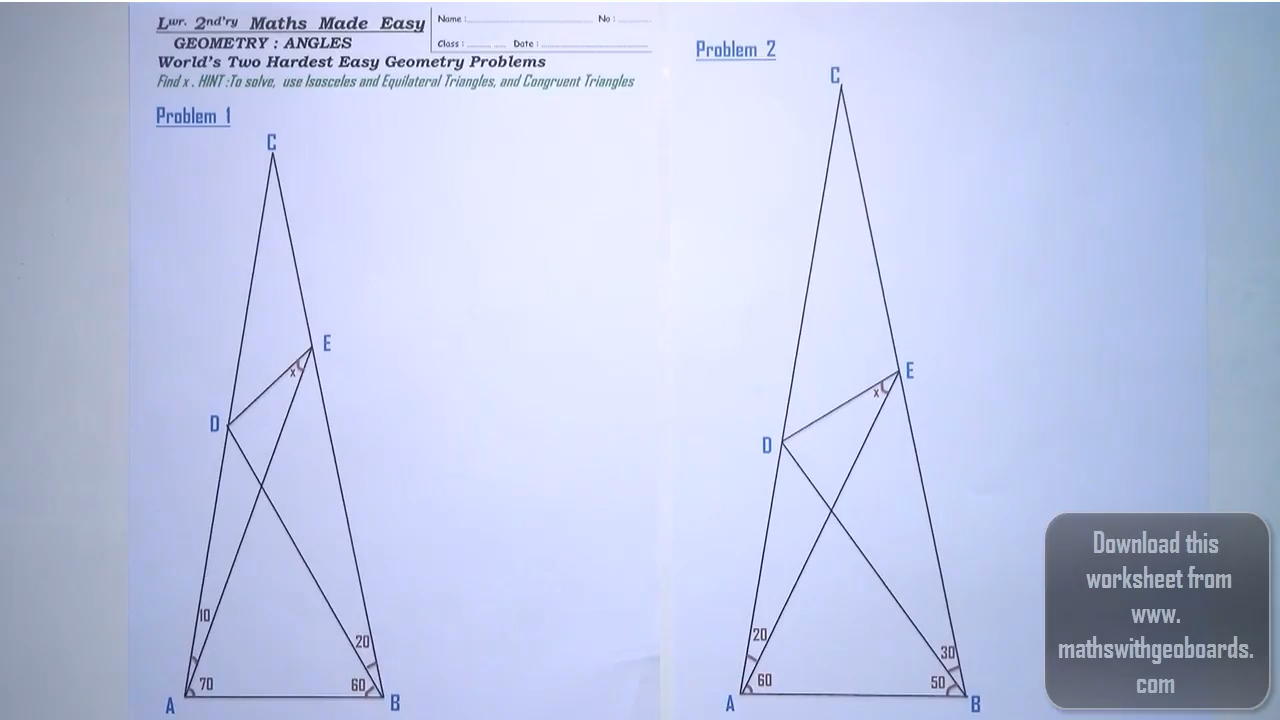 Lwr. 2nd'ry Maths Made Easy
Name : No :
GEOMETRY : ANGLES
Class : Date :
World's Two Hardest Easy Geometry Problems
Find x . HINT :To solve, use Isosceles and Equilateral Triangles, and Congruent Triangles
Problem 1
C
E
x
D
10
20
70
60
A
B
Problem 2
C
E
x
D
20
30
60
50
A
B
Download this
worksheet from
www.
mathswithgeoboards.
com